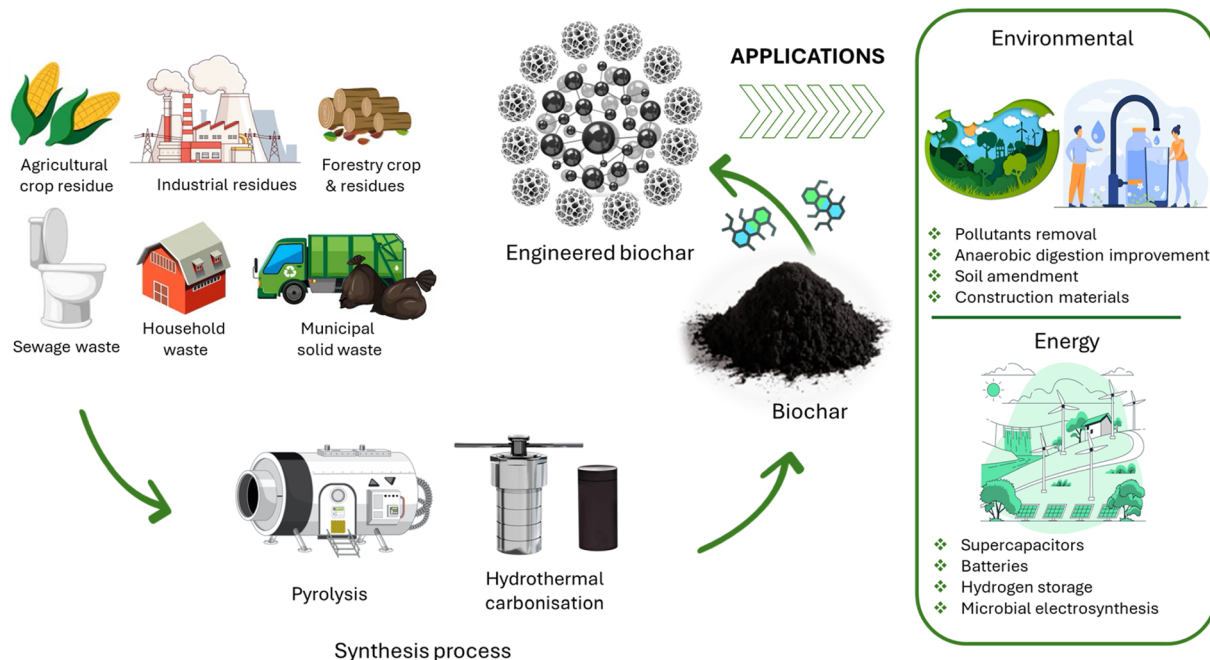 Agricultural
crop residue
Industrial residues
Forestry crop
& residues
Sewage waste
Household
waste
Municipal
solid waste
Pyrolysis
Hydrothermal
carbonisation
Synthesis process
Biochar
Engineered biochar
APPLICATIONS
Environmental
Pollutants removal
Anaerobic digestion improvement
Soil amendment
Construction materials
Energy
Supercapacitors
Batteries
Hydrogen storage
Microbial electrosynthesis